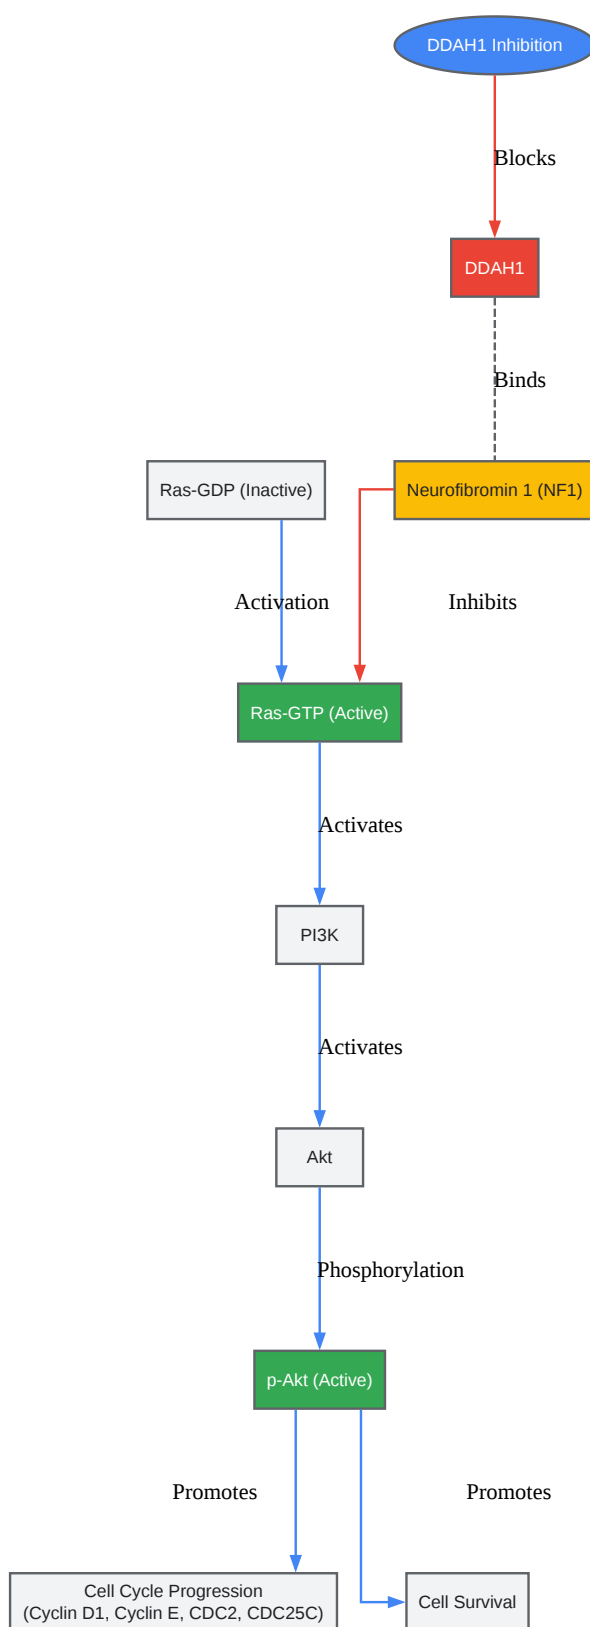 DDAH1 Inhibition
Blocks
DDAH1
Binds
Ras-GDP (Inactive)
Neurofibromin 1 (NF1)
Activation
Inhibits
Ras-GTP (Active)
Activates
PI3K
Activates
Akt
Phosphorylation
p-Akt (Active)
Promotes
Promotes
Cell Cycle Progression
(Cyclin D1, Cyclin E, CDC2, CDC25C)
Cell Survival